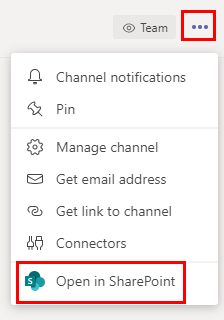 Team
Channel notifications
Pin
Manage channel
Get email address
Get link to channel
Connectors
Open in SharePoint